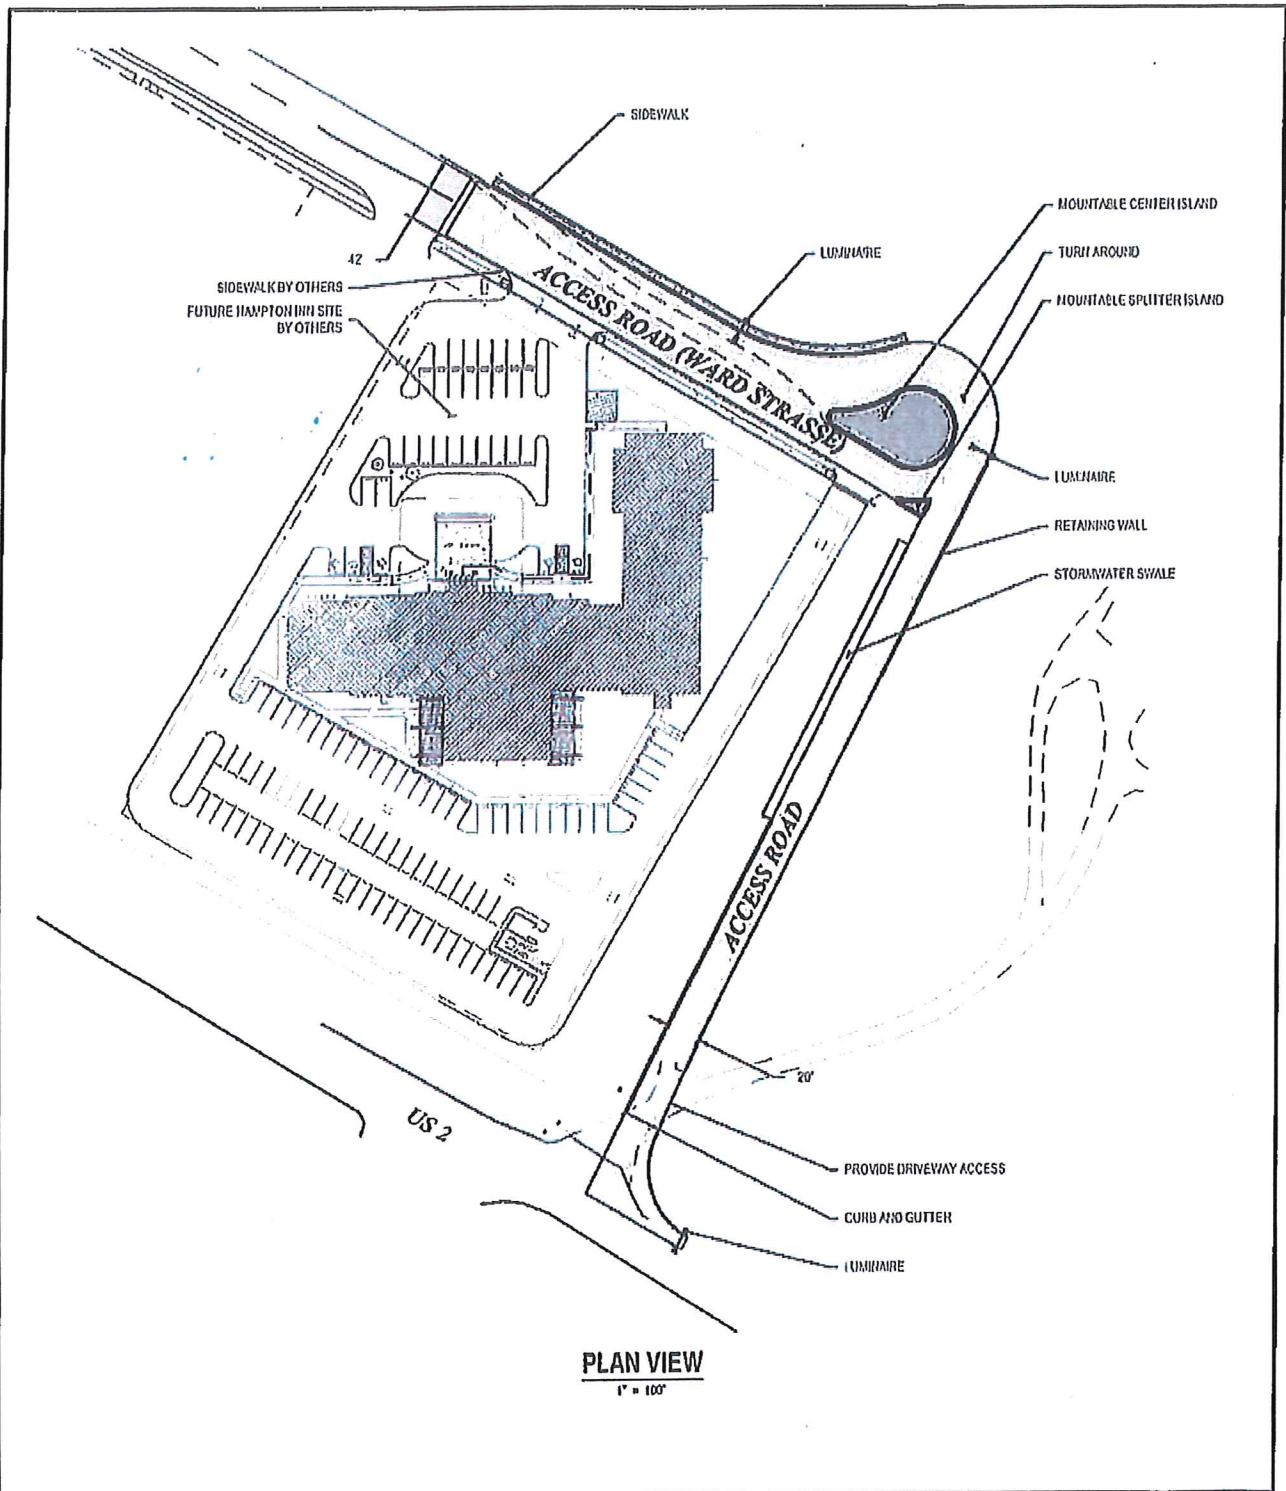 SIDEWALK
MOUNTABLE CENTER ISLAND
LUMINAIRE
TURN AROUND
42
SIDEWALK BY OTHERS
MOUNTABLE SPLITTER ISLAND
FUTURE HAMPTON INN SITE
BY OTHERS
ACCESS ROAD (WARD STRASSE)
LUMINAIRE
RETAINING WALL
STORMWATER SWALE
ACCESS ROAD
20'
US 2
PROVIDE DRIVEWAY ACCESS
CURB AND GUTTER
LUMINAIRE
PLAN VIEW
1" = 100'